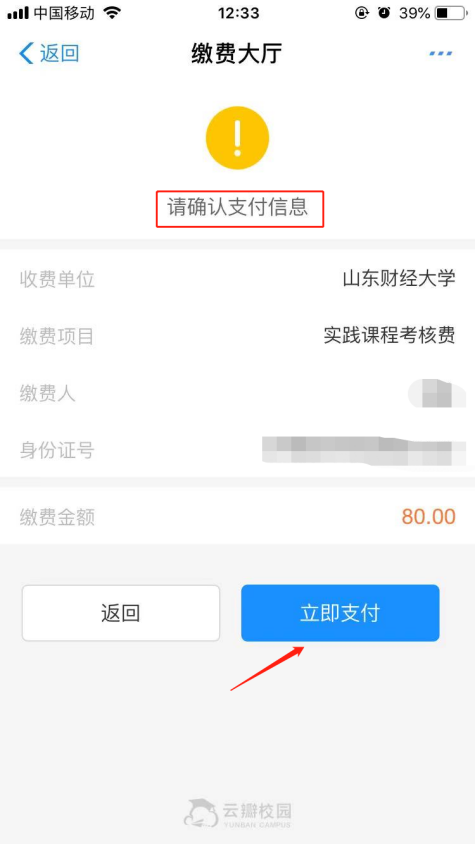 中国移动 12:33 39%
返回 缴费大厅
请确认支付信息
收费单位 山东财经大学
缴费项目 实践课程考核费
缴费人
身份证号
缴费金额 80.00
返回 立即支付
云瓣校园
YUNBAN CAMPUS